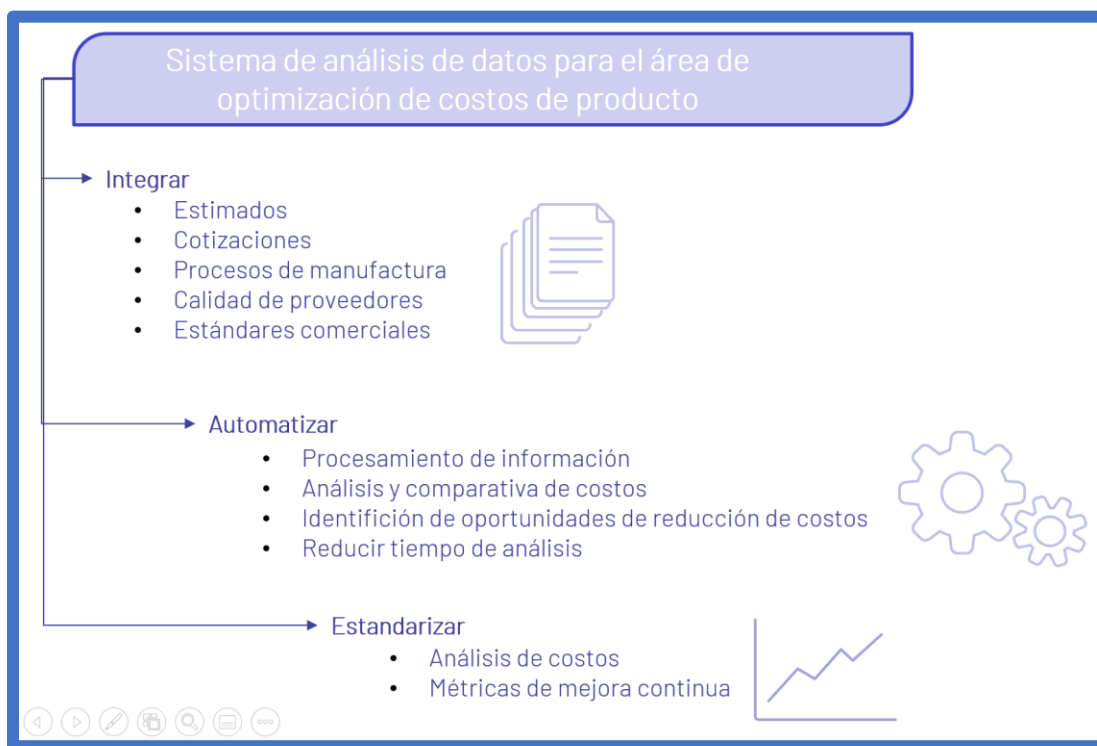 Sistema de análisis de datos para el área de
optimización de costos de producto
Integrar
• Estimados
• Cotizaciones
• Procesos de manufactura
• Calidad de proveedores
• Estándares comerciales
Automatizar
• Procesamiento de información
• Análisis y comparativa de costos
• Identifición de oportunidades de reducción de costos
• Reducir tiempo de análisis
Estandarizar
• Análisis de costos
• Métricas de mejora continua